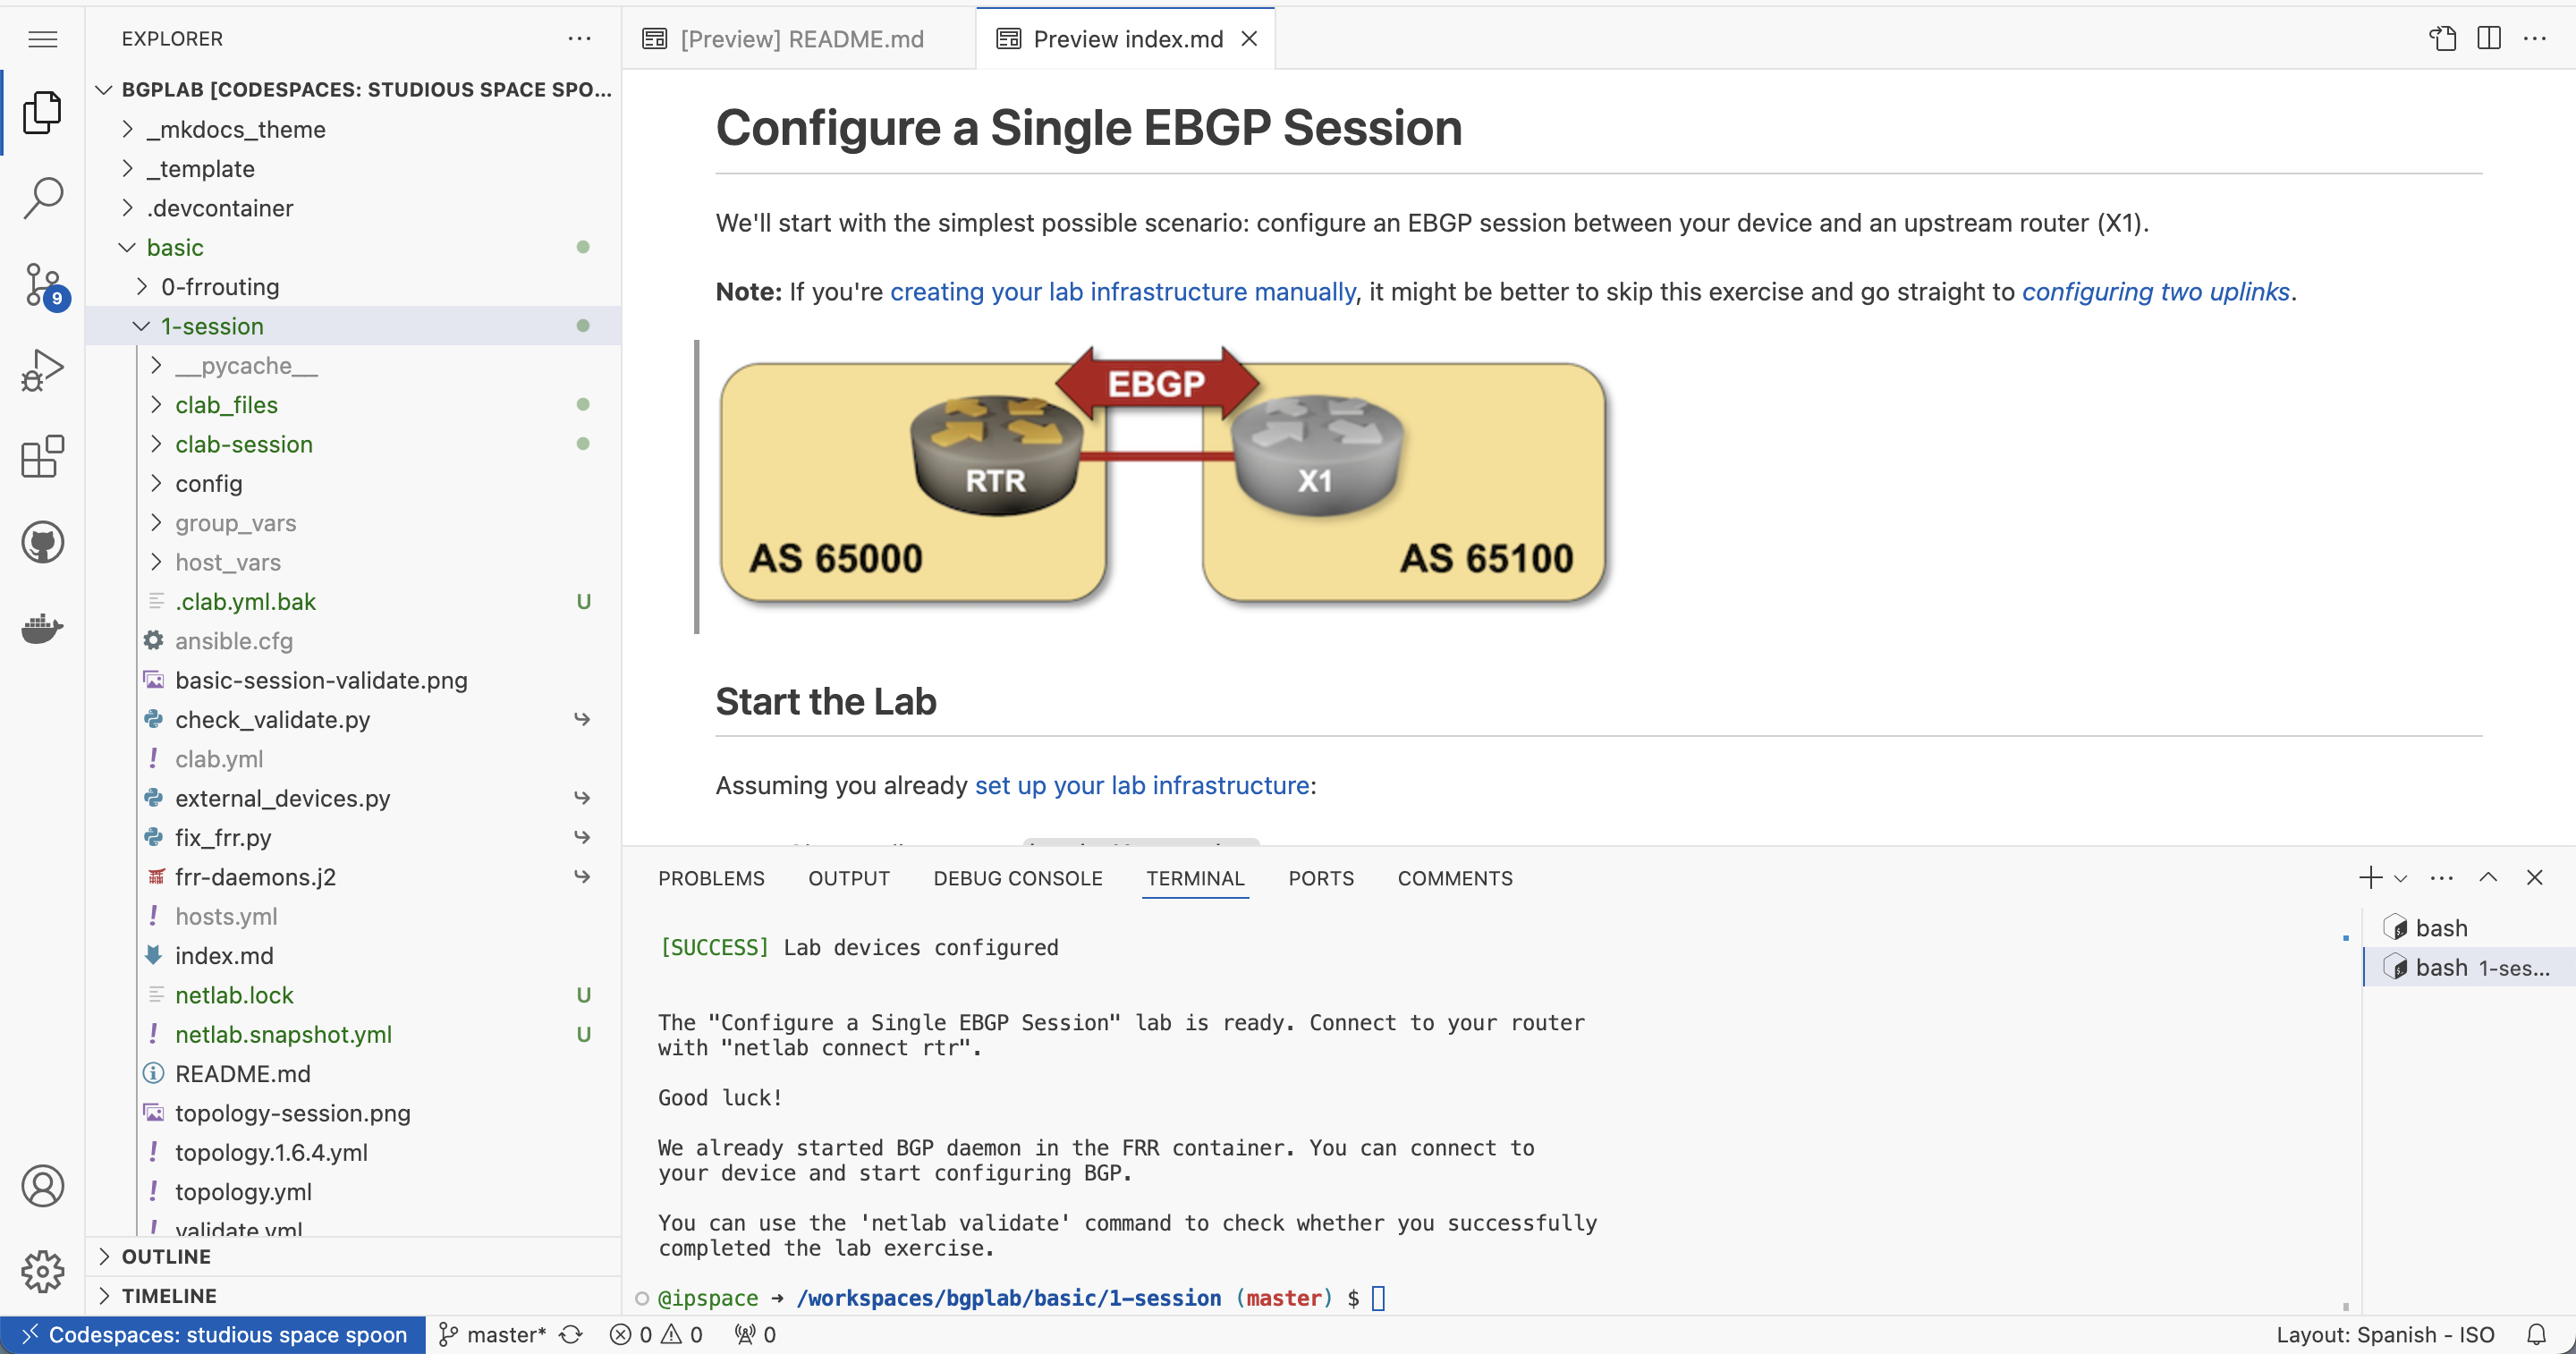 EXPLORER
BGPLAB [CODESPACES: STUDIOUS SPACE SPO...
_mkdocs_theme
_template
.devcontainer
basic
0-frrouting
1-session
__pycache__
clab_files
clab-session
config
group_vars
host_vars
.clab.yml.bak U
ansible.cfg
basic-session-validate.png
check_validate.py
clab.yml
external_devices.py
fix_frr.py
frr-daemons.j2
hosts.yml
index.md
netlab.lock U
netlab.snapshot.yml U
README.md
topology-session.png
topology.1.6.4.yml
topology.yml
validate.yml
OUTLINE
TIMELINE
9
[Preview] README.md
Preview index.md
Configure a Single EBGP Session
We'll start with the simplest possible scenario: configure an EBGP session between your device and an upstream router (X1).
Note: If you're creating your lab infrastructure manually, it might be better to skip this exercise and go straight to configuring two uplinks.
EBGP
RTR
X1
AS 65000
AS 65100
Start the Lab
Assuming you already set up your lab infrastructure:
PROBLEMS OUTPUT DEBUG CONSOLE TERMINAL PORTS COMMENTS
[SUCCESS] Lab devices configured
The "Configure a Single EBGP Session" lab is ready. Connect to your router
with "netlab connect rtr".
Good luck!
We already started BGP daemon in the FRR container. You can connect to
your device and start configuring BGP.
You can use the 'netlab validate' command to check whether you successfully
completed the lab exercise.
@ipspace → /workspaces/bgplab/basic/1-session (master) $
bash
bash 1-ses...
Codespaces: studious space spoon master* 0 0 0 Layout: Spanish - ISO